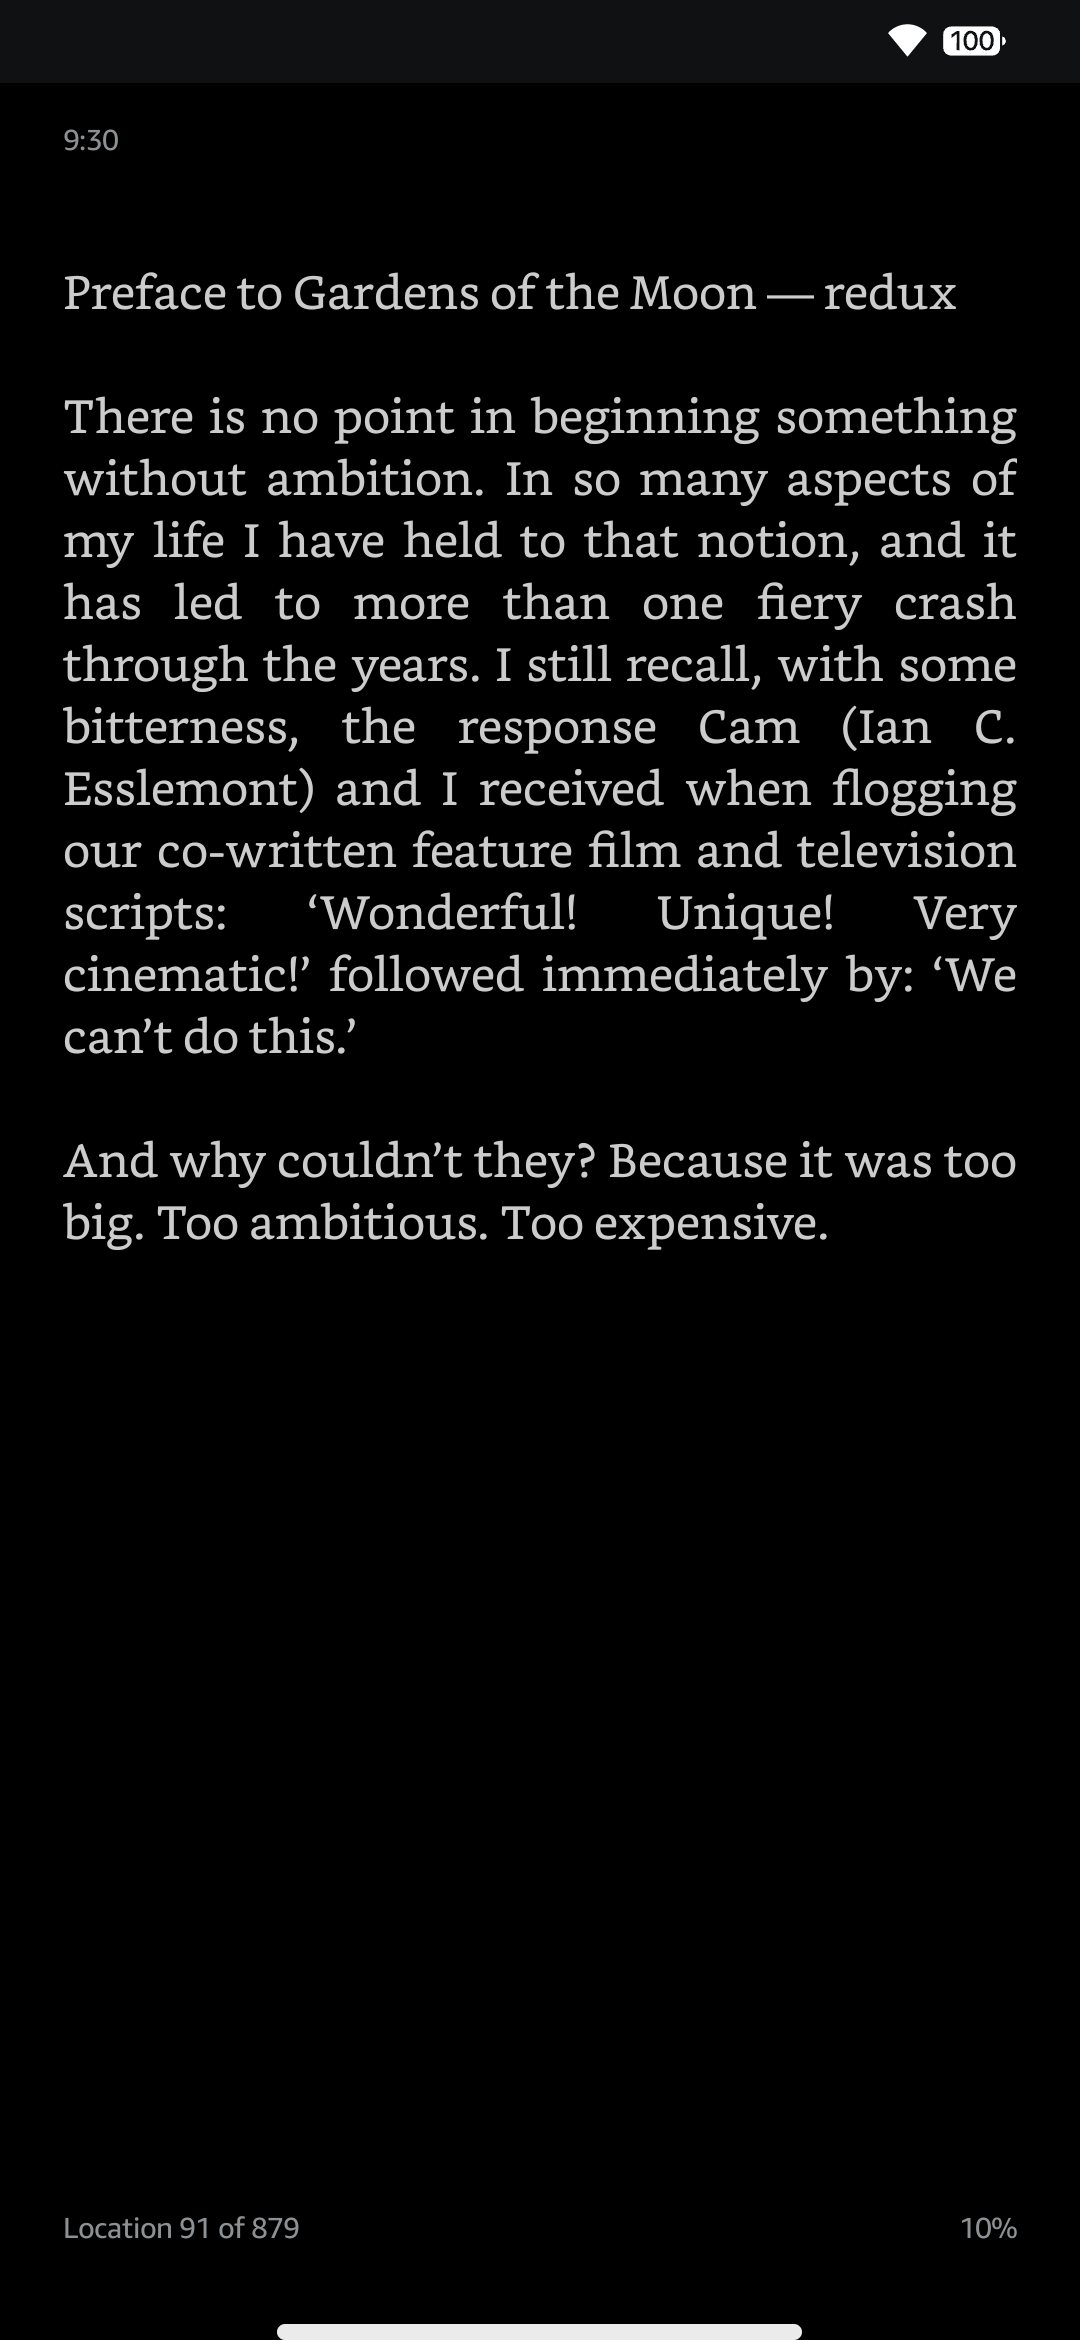 100
9:30
Preface to Gardens of the Moon — redux
There is no point in beginning something
without ambition. In so many aspects of
my life I have held to that notion, and it
has led to more than one fiery crash
through the years. I still recall, with some
bitterness, the response Cam (Ian C.
Esslemont) and I received when flogging
our co-written feature film and television
scripts: ‘Wonderful! Unique! Very
cinematic!’ followed immediately by: ‘We
can’t do this.’
And why couldn’t they? Because it was too
big. Too ambitious. Too expensive.
Location 91 of 879 10%